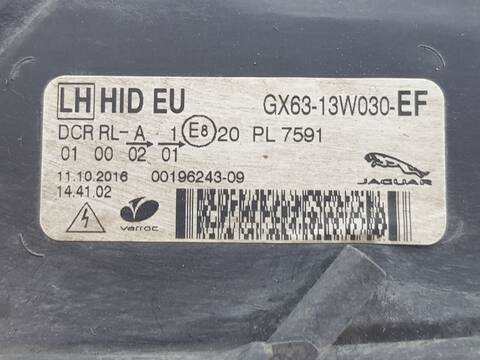 LH HID EU GX63-13W030-EF
DCR RL-A 1 E8 20 PL 7591
01 00 02 01
11.10.2016 00196243-09
14.41.02
varroc
JAGUAR